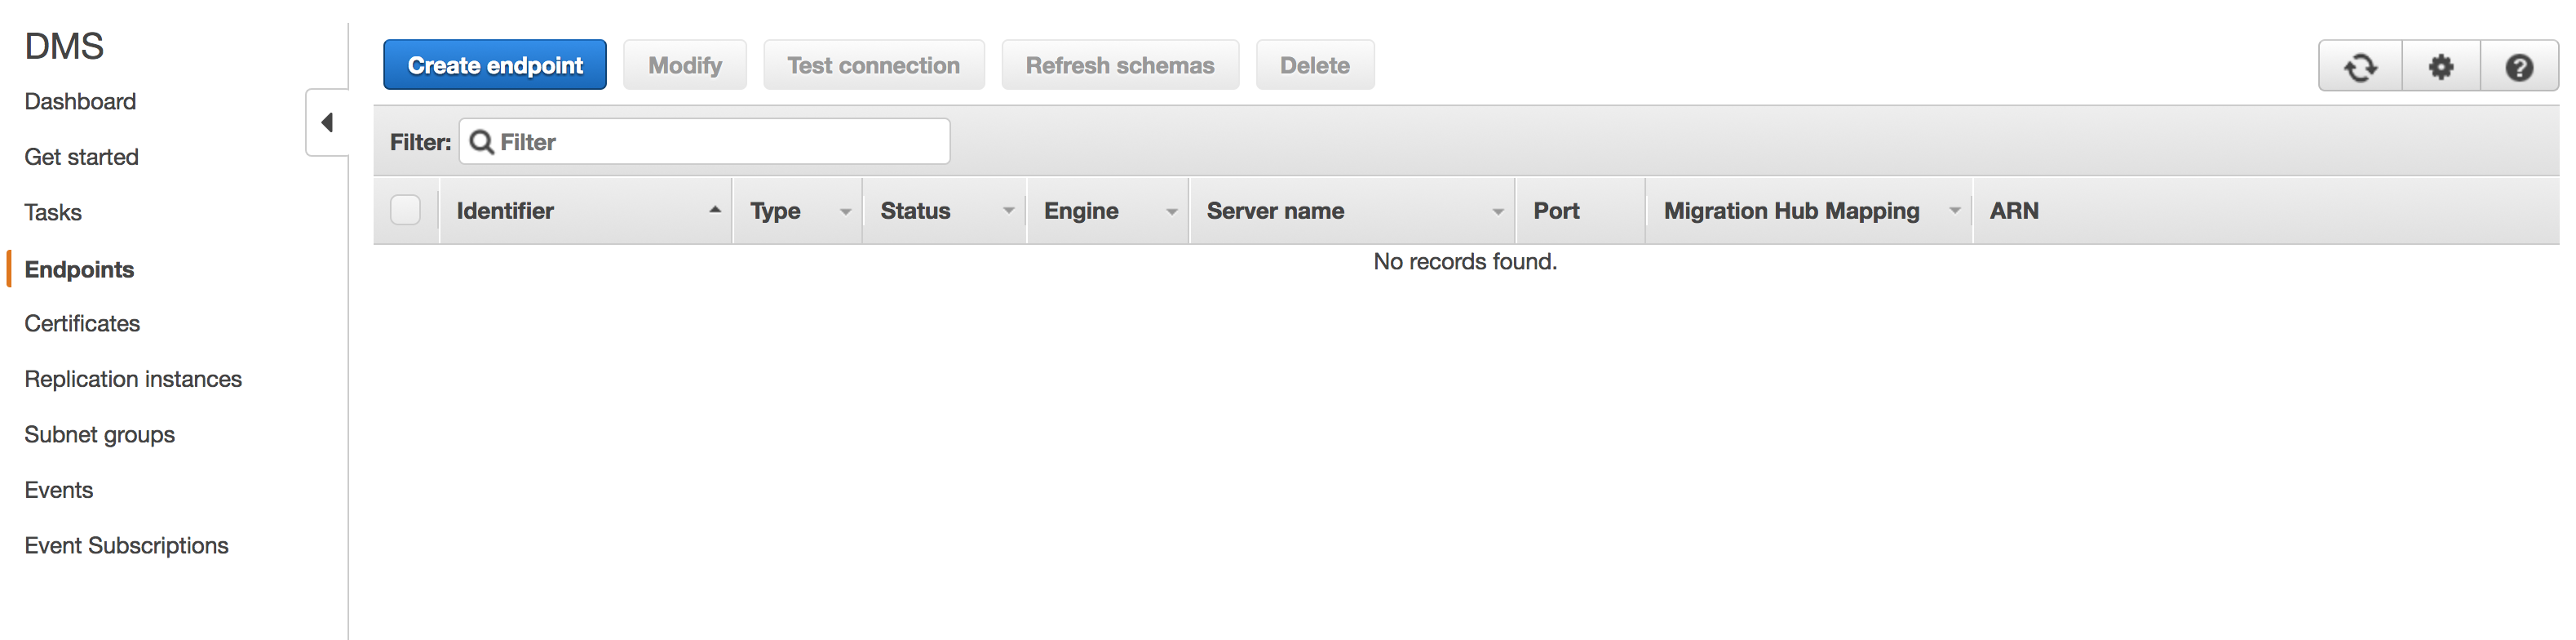 DMS
Dashboard
Get started
Tasks
Endpoints
Certificates
Replication instances
Subnet groups
Events
Event Subscriptions
Create endpoint Modify Test connection Refresh schemas Delete
Filter: Filter
Identifier Type Status Engine Server name Port Migration Hub Mapping ARN
No records found.